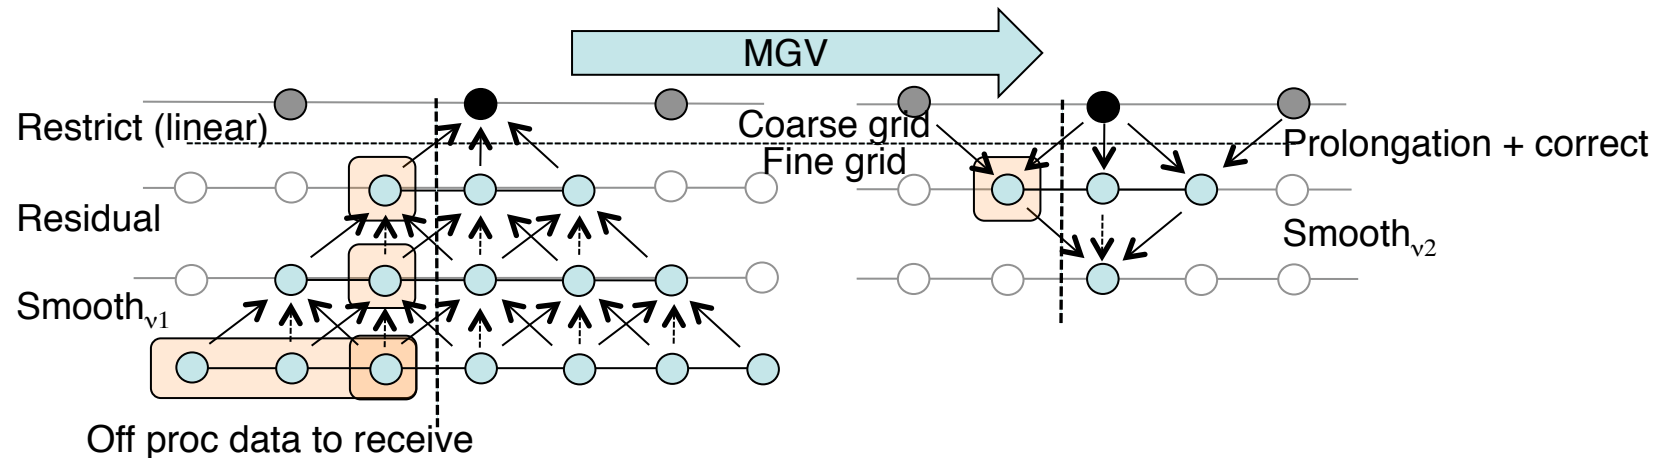 MGV
Restrict (linear)
Coarse grid
Fine grid
Prolongation + correct
Residual
Smoothν2
Smoothν1
Off proc data to receive